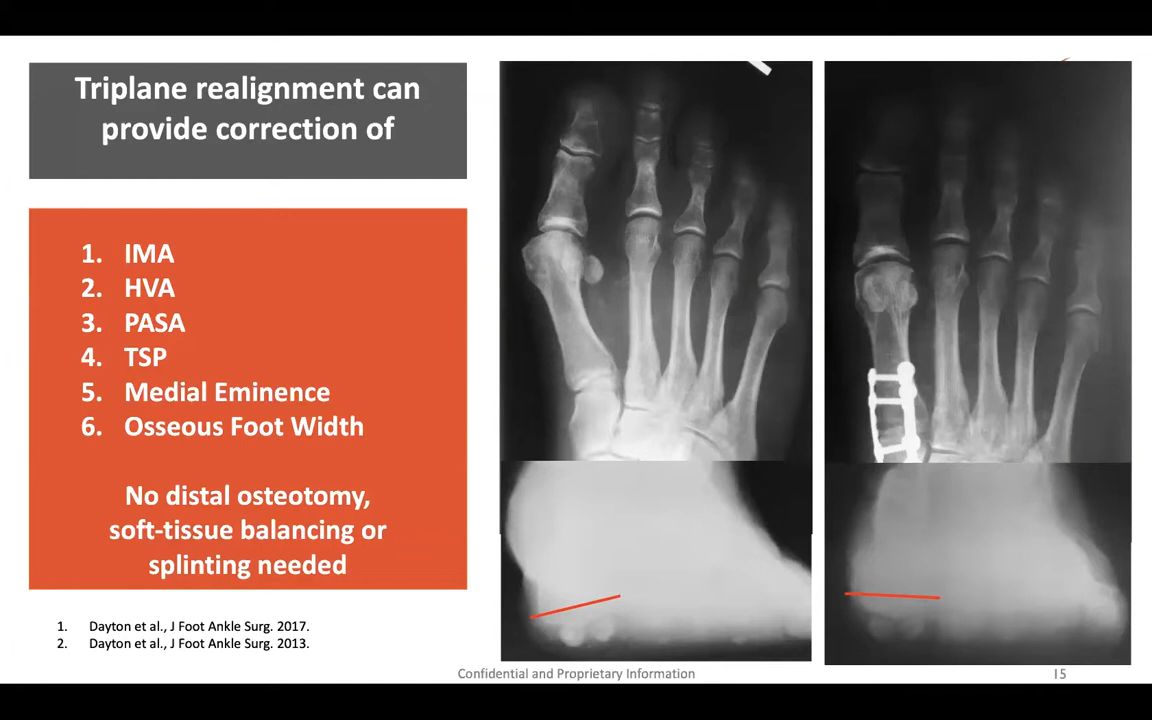 Triplane realignment can
provide correction of
1. IMA
2. HVA
3. PASA
4. TSP
5. Medial Eminence
6. Osseous Foot Width
No distal osteotomy,
soft-tissue balancing or
splinting needed
1. Dayton et al., J Foot Ankle Surg. 2017.
2. Dayton et al., J Foot Ankle Surg. 2013.
Confidential and Proprietary Information
15